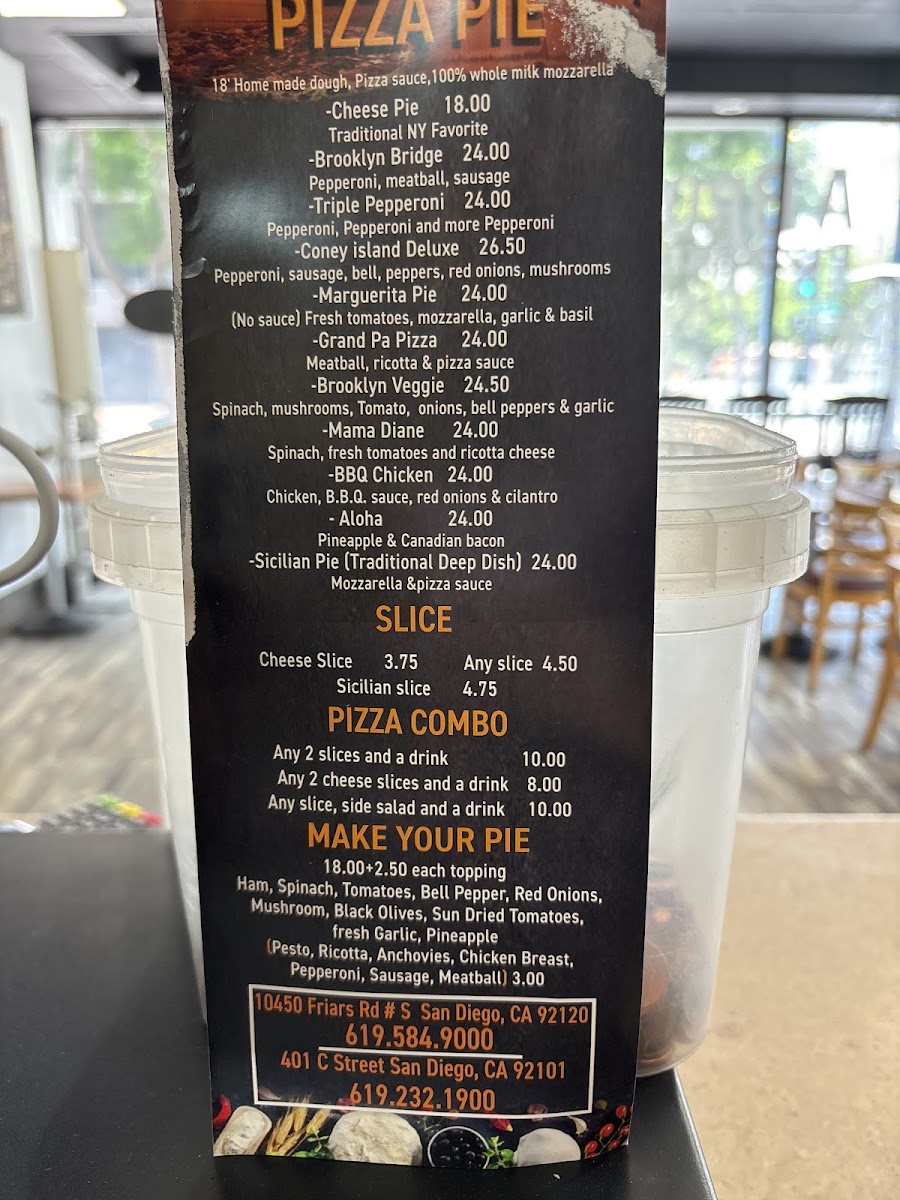 PIZZA PIE
18' Home made dough, Pizza sauce,100% whole milk mozzarella
-Cheese Pie 18.00
Traditional NY Favorite
-Brooklyn Bridge 24.00
Pepperoni, meatball, sausage
-Triple Pepperoni 24.00
Pepperoni, Pepperoni and more Pepperoni
-Coney island Deluxe 26.50
Pepperoni, sausage, bell, peppers, red onions, mushrooms
-Marguerita Pie 24.00
(No sauce) Fresh tomatoes, mozzarella, garlic & basil
-Grand Pa Pizza 24.00
Meatball, ricotta & pizza sauce
-Brooklyn Veggie 24.50
Spinach, mushrooms, Tomato, onions, bell peppers & garlic
-Mama Diane 24.00
Spinach, fresh tomatoes and ricotta cheese
-BBQ Chicken 24.00
Chicken, B.B.Q. sauce, red onions & cilantro
- Aloha 24.00
Pineapple & Canadian bacon
-Sicilian Pie (Traditional Deep Dish) 24.00
Mozzarella &pizza sauce
SLICE
Cheese Slice 3.75 Any slice 4.50
Sicilian slice 4.75
PIZZA COMBO
Any 2 slices and a drink 10.00
Any 2 cheese slices and a drink 8.00
Any slice, side salad and a drink 10.00
MAKE YOUR PIE
18.00+2.50 each topping
Ham, Spinach, Tomatoes, Bell Pepper, Red Onions,
Mushroom, Black Olives, Sun Dried Tomatoes,
fresh Garlic, Pineapple
(Pesto, Ricotta, Anchovies, Chicken Breast,
Pepperoni, Sausage, Meatball) 3.00
10450 Friars Rd # S San Diego, CA 92120
619.584.9000
401 C Street San Diego, CA 92101
619.232.1900